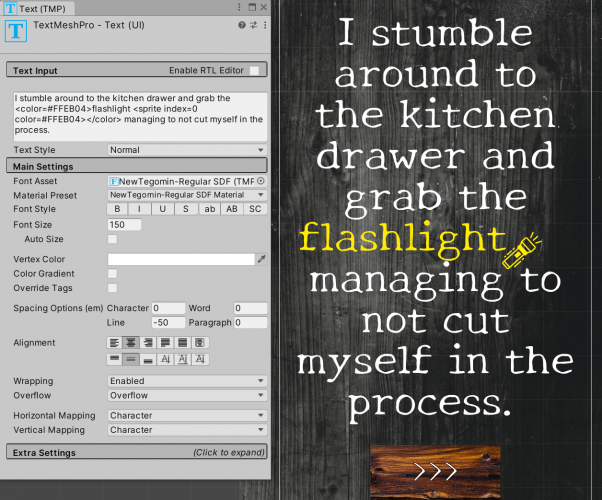 Text (TMP)
TextMeshPro - Text (UI)
Text Input
Enable RTL Editor
I stumble around to the kitchen drawer and grab the
<color=#FFEB04>flashlight <sprite index=0
color=#FFEB04></color> managing to not cut myself in the
process.
Text Style Normal
Main Settings
Font Asset NewTegomin-Regular SDF (TMP
Material Preset NewTegomin-Regular SDF Material
Font Style B I U S ab AB SC
Font Size 150
Auto Size
Vertex Color
Color Gradient
Override Tags
Spacing Options (em) Character 0 Word 0
Line -50 Paragraph 0
Alignment
Wrapping Enabled
Overflow Overflow
Horizontal Mapping Character
Vertical Mapping Character
Extra Settings (Click to expand)
I stumble
around to
the kitchen
drawer and
grab the
flashlight
managing to
not cut
myself in the
process.
>>>